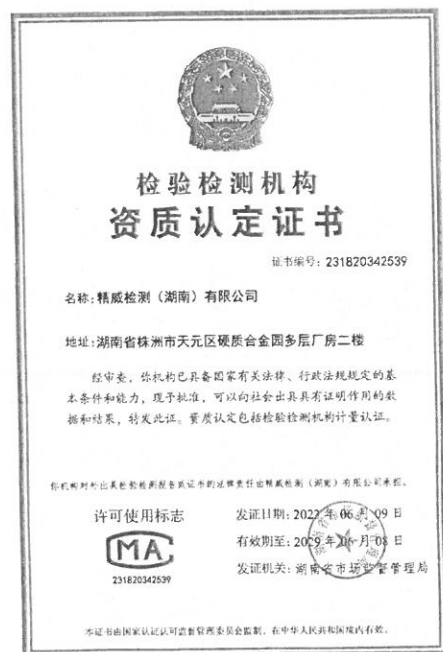 检验检测机构
资质认定证书
证书编号：231820342539
名称：精威检测（湖南）有限公司
地址：湖南省株洲市天元区硬质合金园多层厂房二楼
经审查，你机构已具备国家有关法律、行政法规规定的基
本条件和能力，现予批准，可以向社会出具具有证明作用的数
据和结果，特发此证。资质认定包括检验检测机构计量认证。
你机构对外出具检验检测报告或证书的法律责任由精威检测（湖南）有限公司承担。
许可使用标志
MA
231820342539
发证日期：2023年06月09日
有效期至：2029年06月08日
发证机关：湖南省市场监督管理局
本证书由国家认证认可监督管理委员会监制，在中华人民共和国境内有效。